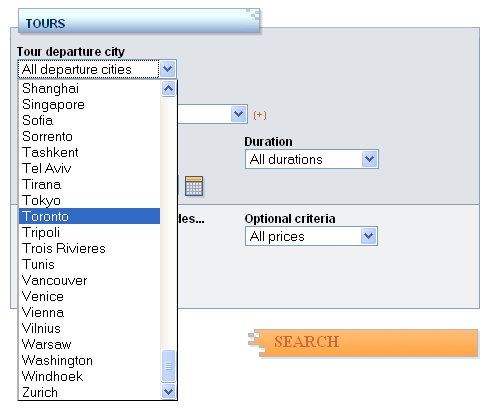 TOURS
Tour departure city
All departure cities
Shanghai
Singapore
Sofia
Sorrento
Tashkent
Tel Aviv
Tirana
Tokyo
Toronto
Tripoli
Trois Rivieres
Tunis
Vancouver
Venice
Vienna
Vilnius
Warsaw
Washington
Windhoek
Zurich
(+)
Duration
All durations
des...
Optional criteria
All prices
SEARCH